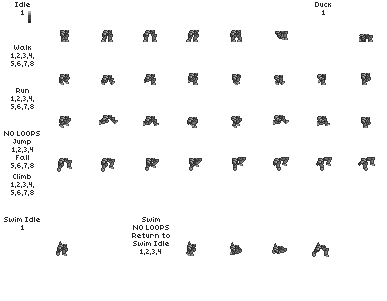 Idle
1
Duck
1
Walk
1,2,3,4,
5,6,7,8
Run
1,2,3,4,
5,6,7,8
NO LOOPS
Jump
1,2,3,4
Fall
5,6,7,8
Climb
1,2,3,4,
5,6,7,8
Swim Idle
1
Swim
NO LOOPS
Return to
Swim Idle
1,2,3,4